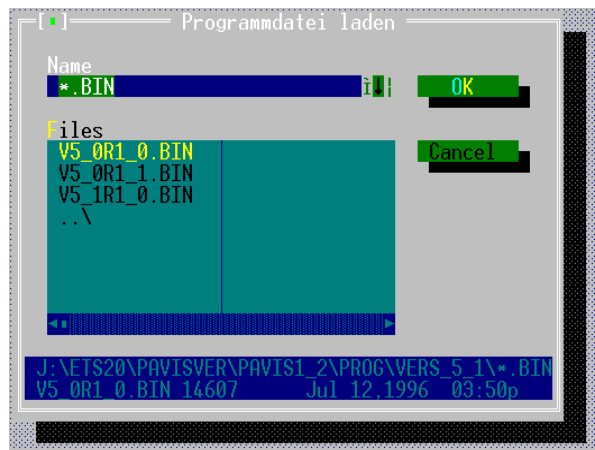 [▪] Programmdatei laden
Name
*.BIN
OK
Files
V5_0R1_0.BIN
Cancel
V5_0R1_1.BIN
V5_1R1_0.BIN
..\
J:\ETS20\PAVISVER\PAVIS1_2\PROG\VERS_5_1\*.BIN
V5_0R1_0.BIN 14607 Jul 12,1996 03:50p